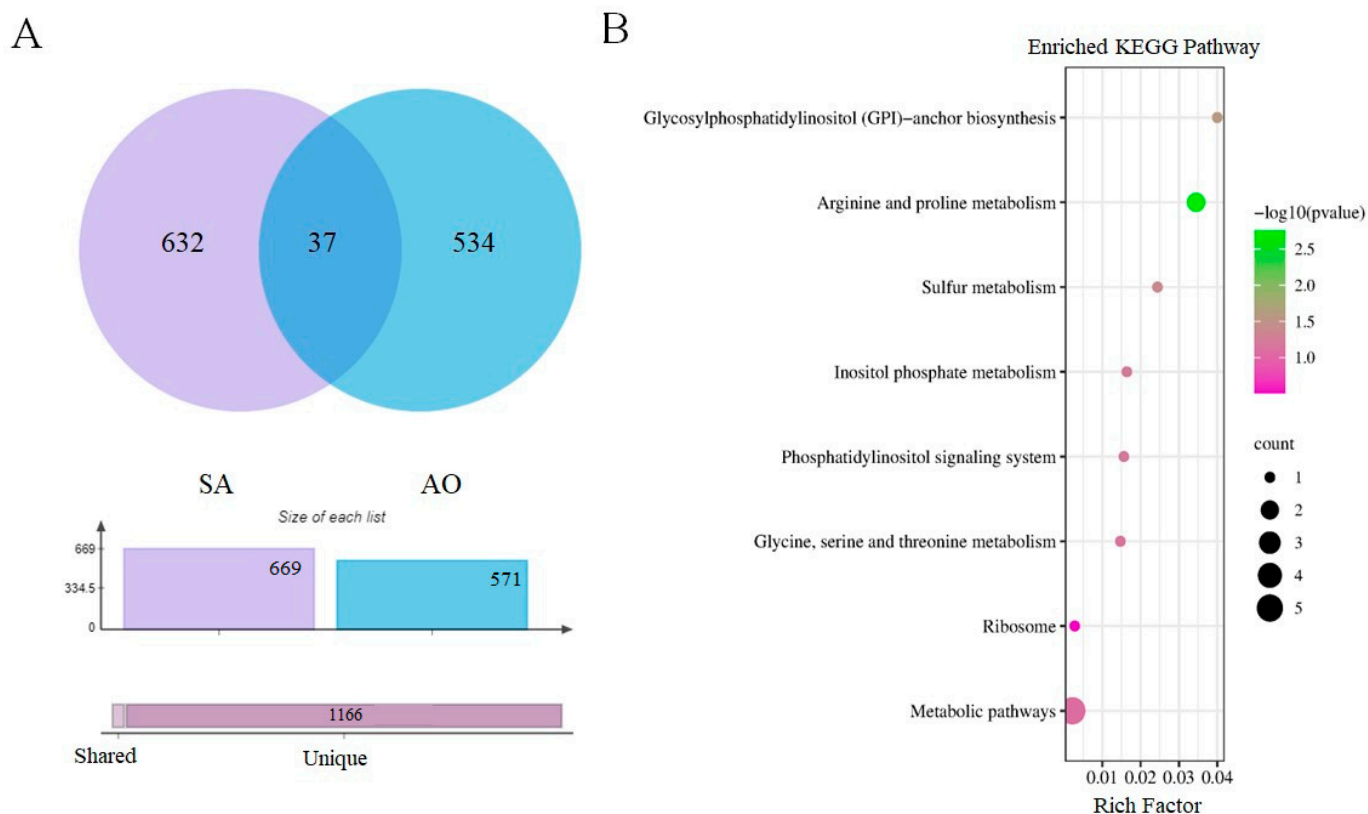 A
632
37
534
SA
AO
Size of each list
669
334.5
0
669
571
1166
Shared
Unique
B
Enriched KEGG Pathway
Glycosylphosphatidylinositol (GPI)−anchor biosynthesis
Arginine and proline metabolism
Sulfur metabolism
Inositol phosphate metabolism
Phosphatidylinositol signaling system
Glycine, serine and threonine metabolism
Ribosome
Metabolic pathways
0.01 0.02 0.03 0.04
Rich Factor
−log10(pvalue)
2.5
2.0
1.5
1.0
count
1
2
3
4
5